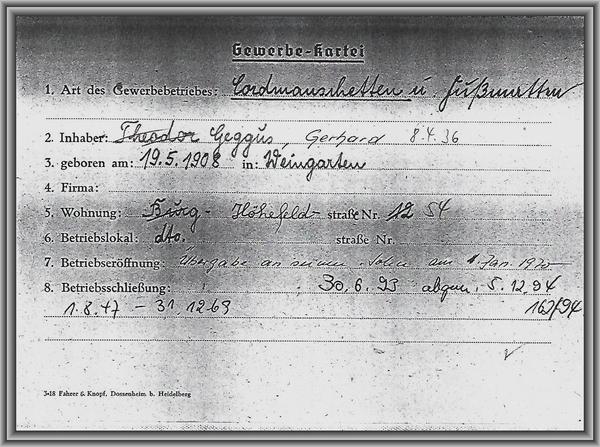 Gewerbe-Kartei
1. Art des Gewerbebetriebes: Cordmanschetten u. Fußmatten
2. Inhaber: Theodor Geggus, Gerhard 8.4.36
3. geboren am: 19.5.1908 in: Weingarten
4. Firma:
5. Wohnung: Burg- Höhefeld- straße Nr. 12 54
6. Betriebslokal: dto. straße Nr.
7. Betriebseröffnung: Übergabe an seinen Sohn am 1. Jan. 1970
8. Betriebsschließung: 30.6.93 abgem. 5.12.94
1.8.47 - 31.12.69 162/94
3-18 Fahrer & Knopf, Dossenheim b. Heidelberg